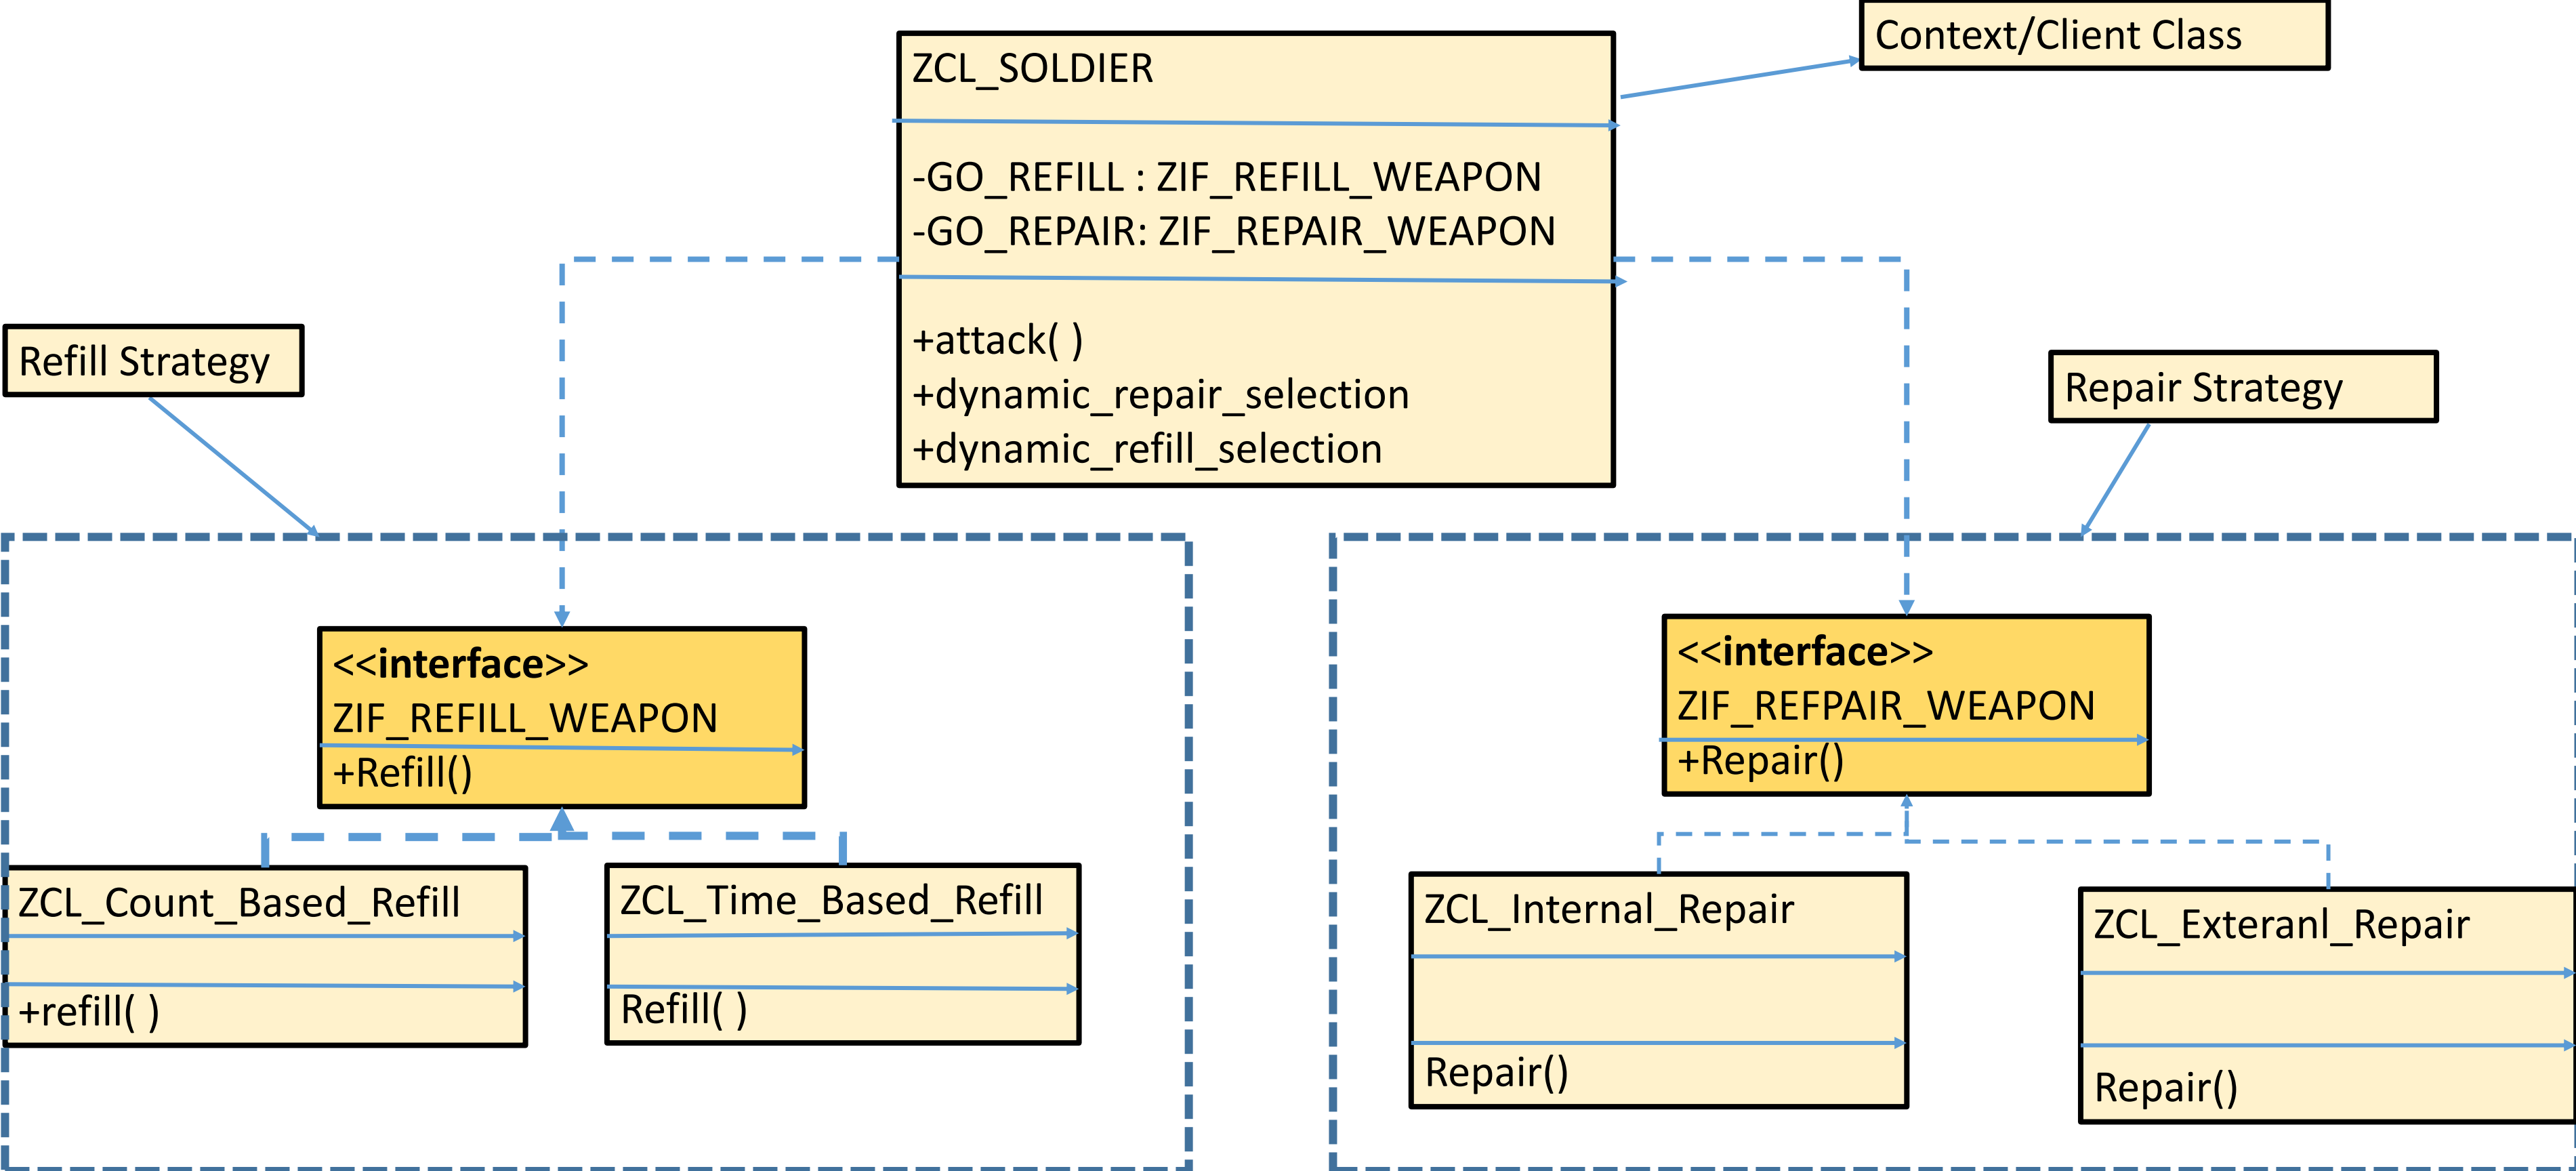 Context/Client Class
ZCL_SOLDIER
-GO_REFILL : ZIF_REFILL_WEAPON
-GO_REPAIR: ZIF_REPAIR_WEAPON
+attack( )
+dynamic_repair_selection
+dynamic_refill_selection
Refill Strategy
Repair Strategy
<<interface>>
ZIF_REFILL_WEAPON
+Refill()
<<interface>>
ZIF_REFPAIR_WEAPON
+Repair()
ZCL_Count_Based_Refill
+refill( )
ZCL_Time_Based_Refill
Refill( )
ZCL_Internal_Repair
Repair()
ZCL_Exteranl_Repair
Repair()